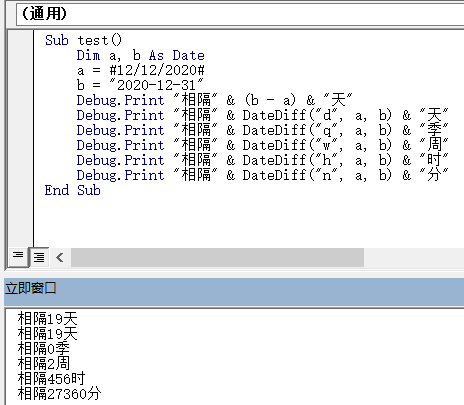 (通用)
Sub test()
Dim a, b As Date
a = #12/12/2020#
b = "2020-12-31"
Debug.Print "相隔" & (b - a) & "天"
Debug.Print "相隔" & DateDiff("d", a, b) & "天"
Debug.Print "相隔" & DateDiff("q", a, b) & "季"
Debug.Print "相隔" & DateDiff("w", a, b) & "周"
Debug.Print "相隔" & DateDiff("h", a, b) & "时"
Debug.Print "相隔" & DateDiff("n", a, b) & "分"
End Sub
立即窗口
相隔19天
相隔19天
相隔0季
相隔2周
相隔456时
相隔27360分